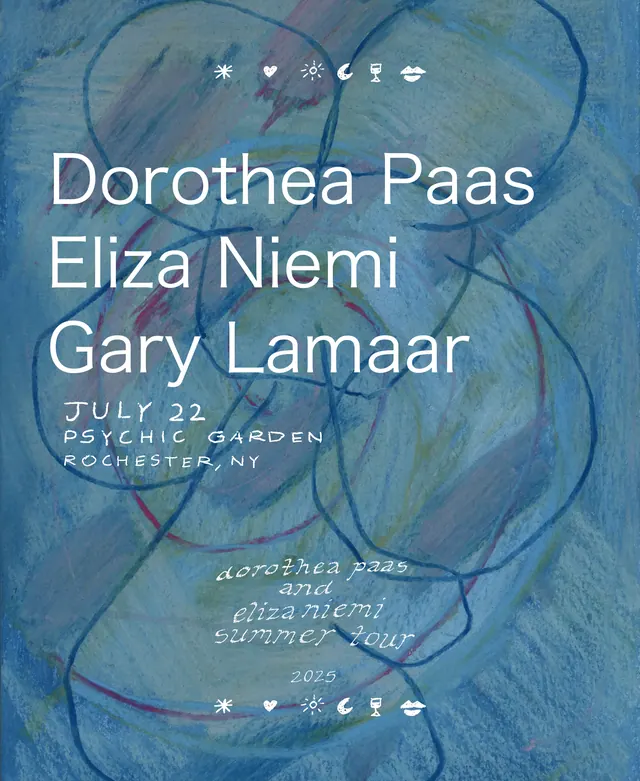 Dorothea Paas
Eliza Niemi
Gary Lamaar
JULY 22
PSYCHIC GARDEN
ROCHESTER, NY
dorothea paas
and
eliza niemi
summer tour
2025